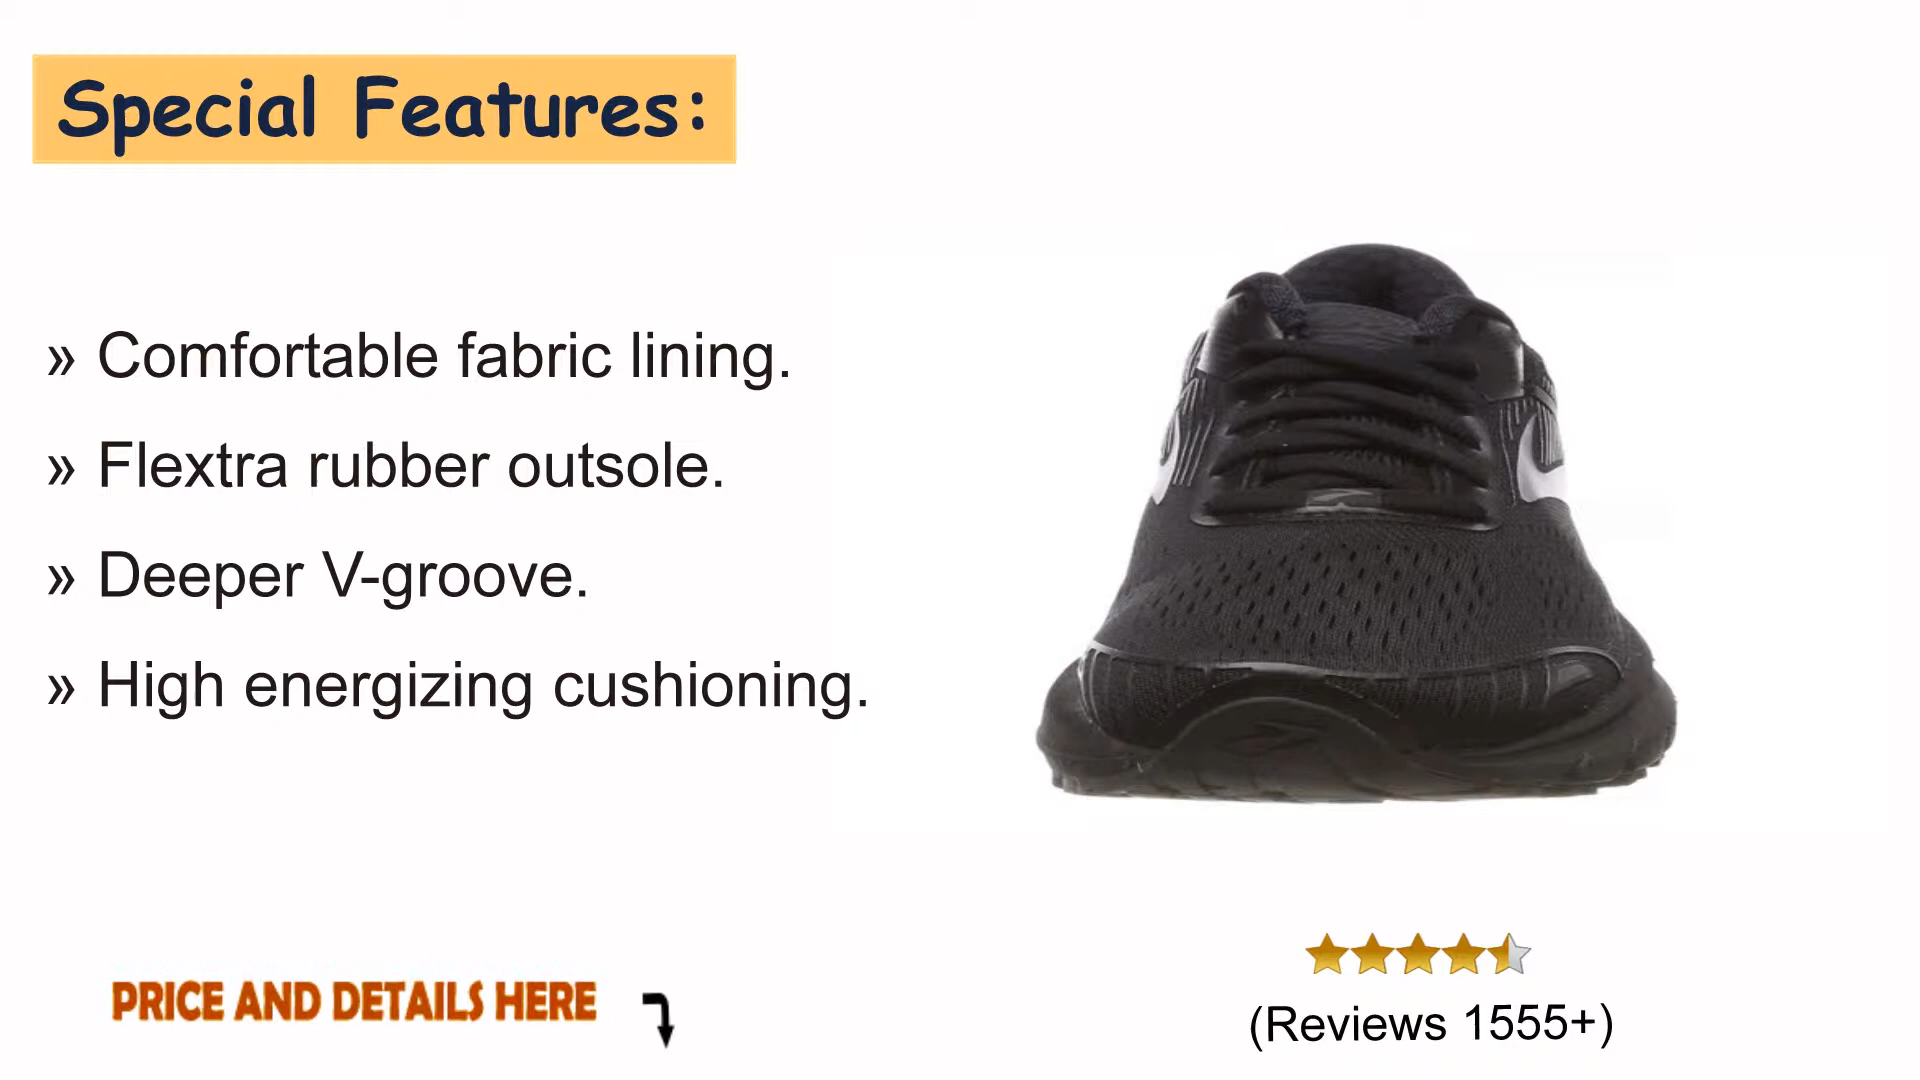 Special Features:
» Comfortable fabric lining.
» Flextra rubber outsole.
» Deeper V-groove.
» High energizing cushioning.
PRICE AND DETAILS HERE
(Reviews 1555+)